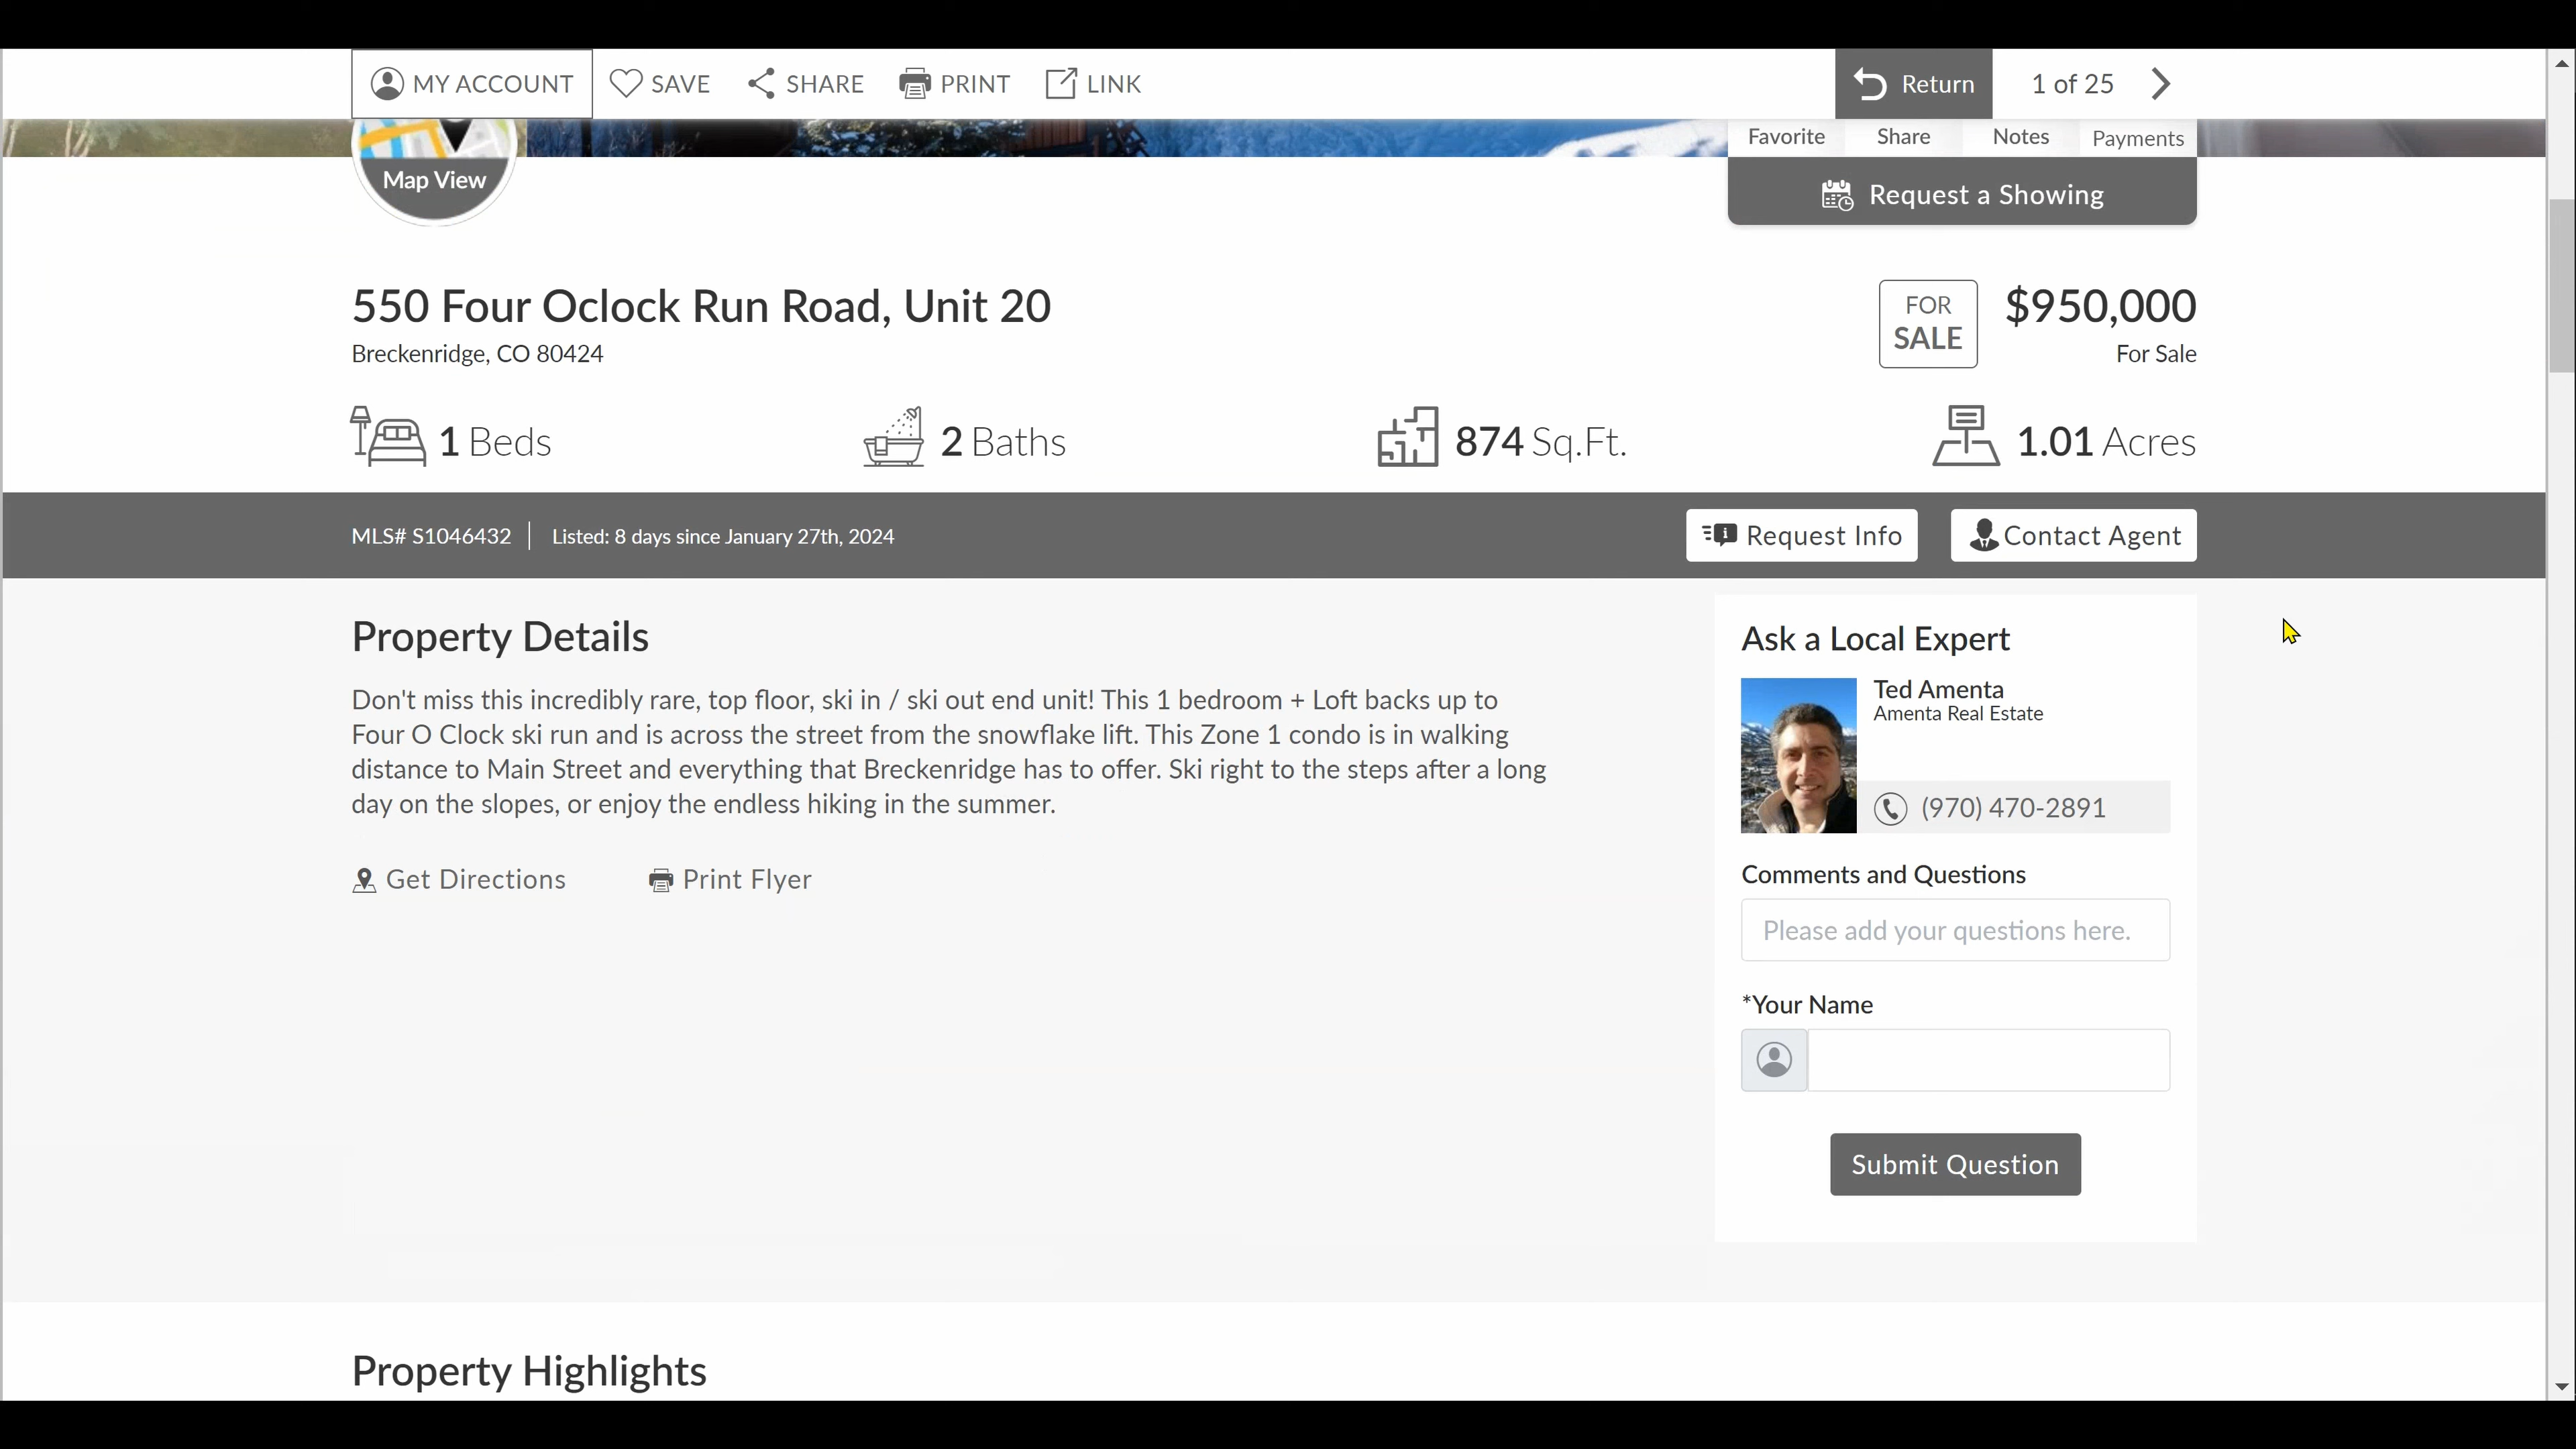 MY ACCOUNT SAVE SHARE PRINT LINK Return 1 of 25
Map View
Favorite Share Notes Payments
Request a Showing
550 Four Oclock Run Road, Unit 20
Breckenridge, CO 80424
FOR SALE
$950,000
For Sale
1 Beds 2 Baths 874 Sq.Ft. 1.01 Acres
MLS# S1046432 Listed: 8 days since January 27th, 2024 Request Info Contact Agent
Property Details
Don't miss this incredibly rare, top floor, ski in / ski out end unit! This 1 bedroom + Loft backs up to
Four O Clock ski run and is across the street from the snowflake lift. This Zone 1 condo is in walking
distance to Main Street and everything that Breckenridge has to offer. Ski right to the steps after a long
day on the slopes, or enjoy the endless hiking in the summer.
Get Directions Print Flyer
Ask a Local Expert
Ted Amenta
Amenta Real Estate
(970) 470-2891
Comments and Questions
Please add your questions here.
*Your Name
Submit Question
Property Highlights